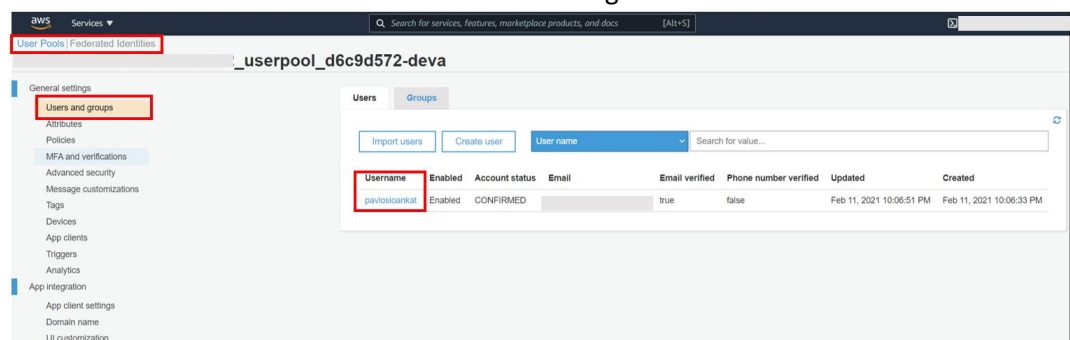 aws Services ▼ Search for services, features, marketplace products, and docs [Alt+S]
User Pools | Federated Identities
_userpool_d6c9d572-deva
General settings
Users and groups
Attributes
Policies
MFA and verifications
Advanced security
Message customizations
Tags
Devices
App clients
Triggers
Analytics
App integration
App client settings
Domain name
UI customization
Users Groups
Import users Create user User name Search for value...
Username Enabled Account status Email Email verified Phone number verified Updated Created
pavlosioankat Enabled CONFIRMED true false Feb 11, 2021 10:06:51 PM Feb 11, 2021 10:06:33 PM